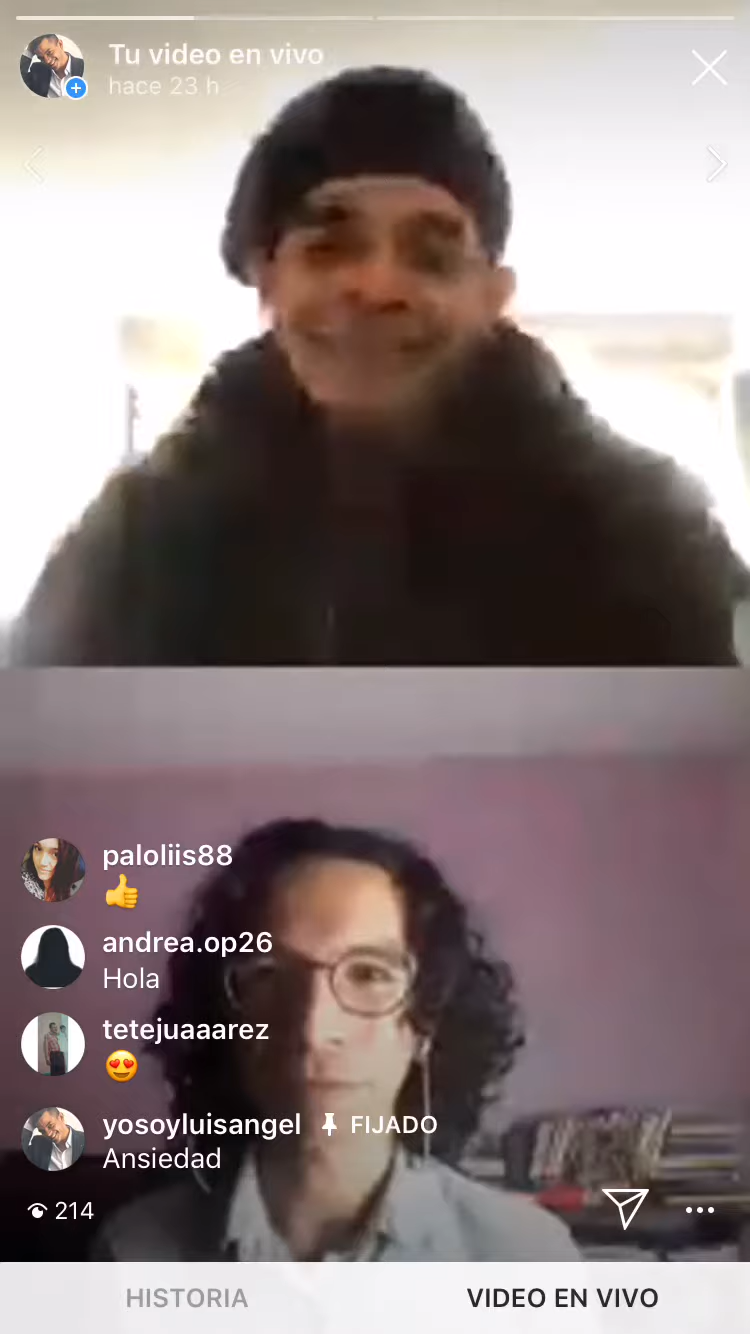 Tu video en vivo
hace 23 h
paloliis88
👍
andrea.op26
Hola
tetejuaaarez
😍
yosoyluisangel FIJADO
Ansiedad
214
HISTORIA VIDEO EN VIVO